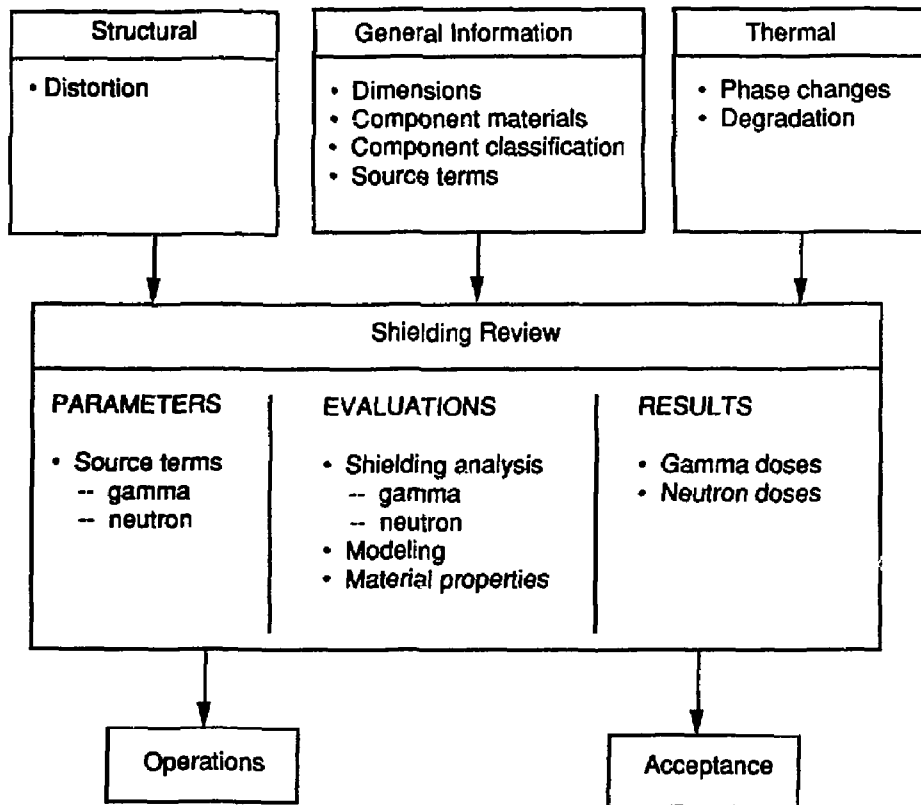 Structural
• Distortion
General Information
• Dimensions
• Component materials
• Component classification
• Source terms
Thermal
• Phase changes
• Degradation
Shielding Review
PARAMETERS
• Source terms
-- gamma
-- neutron
EVALUATIONS
• Shielding analysis
-- gamma
-- neutron
• Modeling
• Material properties
RESULTS
• Gamma doses
• Neutron doses
Operations
Acceptance